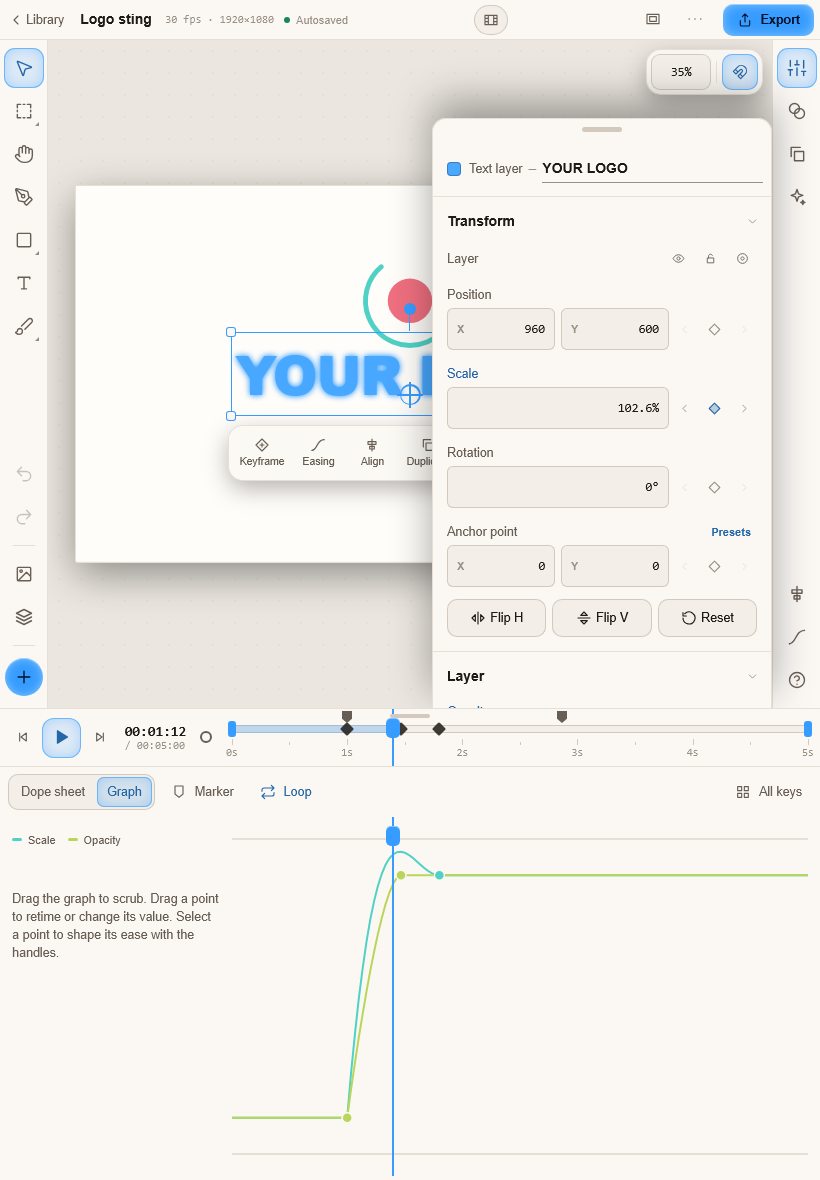 Library
Logo sting
30 fps · 1920×1080
Autosaved
Export
35%
Text layer – YOUR LOGO
Transform
Layer
Position
X 960
Y 600
Scale
102.6%
Rotation
0°
Anchor point
Presets
X 0
Y 0
Flip H
Flip V
Reset
Layer
YOUR
Keyframe
Easing
Align
00:01:12
/ 00:05:00
0s
1s
2s
3s
4s
5s
Dope sheet
Graph
Marker
Loop
All keys
Scale
Opacity
Drag the graph to scrub. Drag a point
to retime or change its value. Select
a point to shape its ease with the
handles.